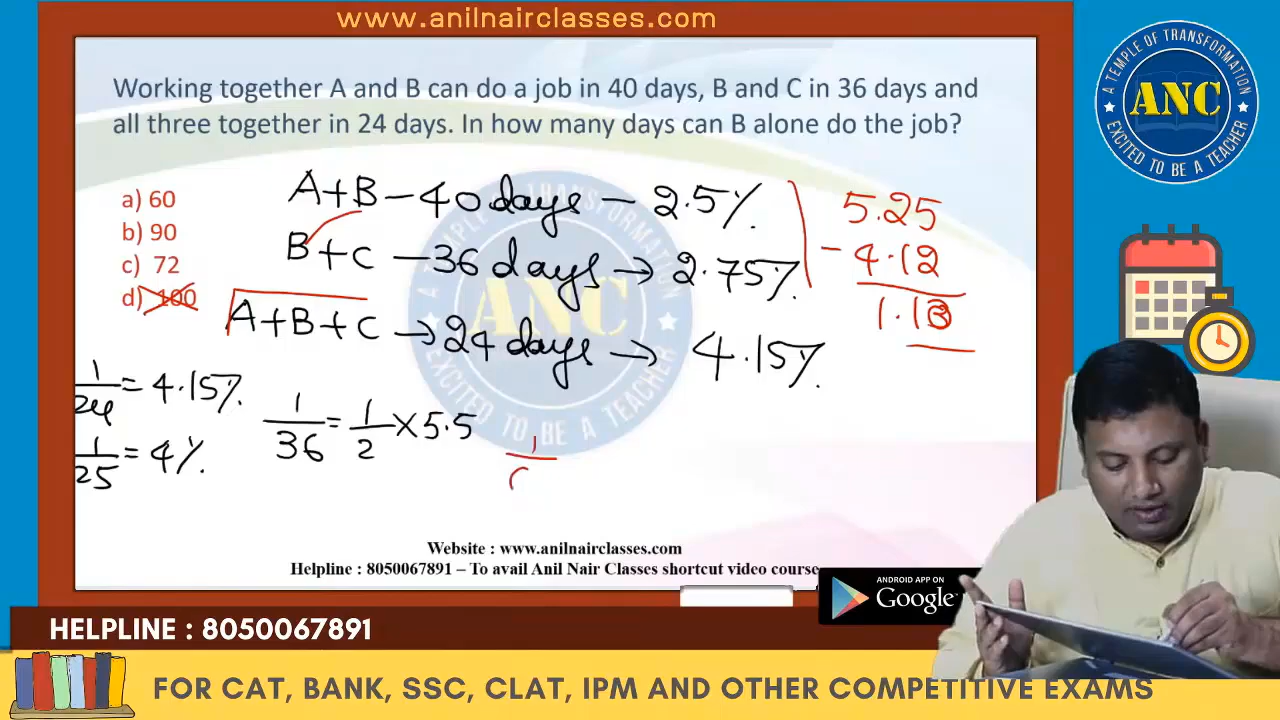 www.anilnairclasses.com
Working together A and B can do a job in 40 days, B and C in 36 days and
all three together in 24 days. In how many days can B alone do the job?
a) 60
b) 90
c) 72
d) 100
A+B – 40 days – 2.5%
B+C – 36 days → 2.75%
A+B+C → 24 days → 4.15%
5.25
- 4.12
1.13
1/24 = 4.15%
1/25 = 4%
1/36 = 1/2 × 5.5
1
A TEMPLE OF TRANSFORMATION
ANC
EXCITED TO BE A TEACHER
Website : www.anilnairclasses.com
Helpline : 8050067891 – To avail Anil Nair Classes shortcut video course
ANDROID APP ON
Google
HELPLINE : 8050067891
FOR CAT, BANK, SSC, CLAT, IPM AND OTHER COMPETITIVE EXAMS